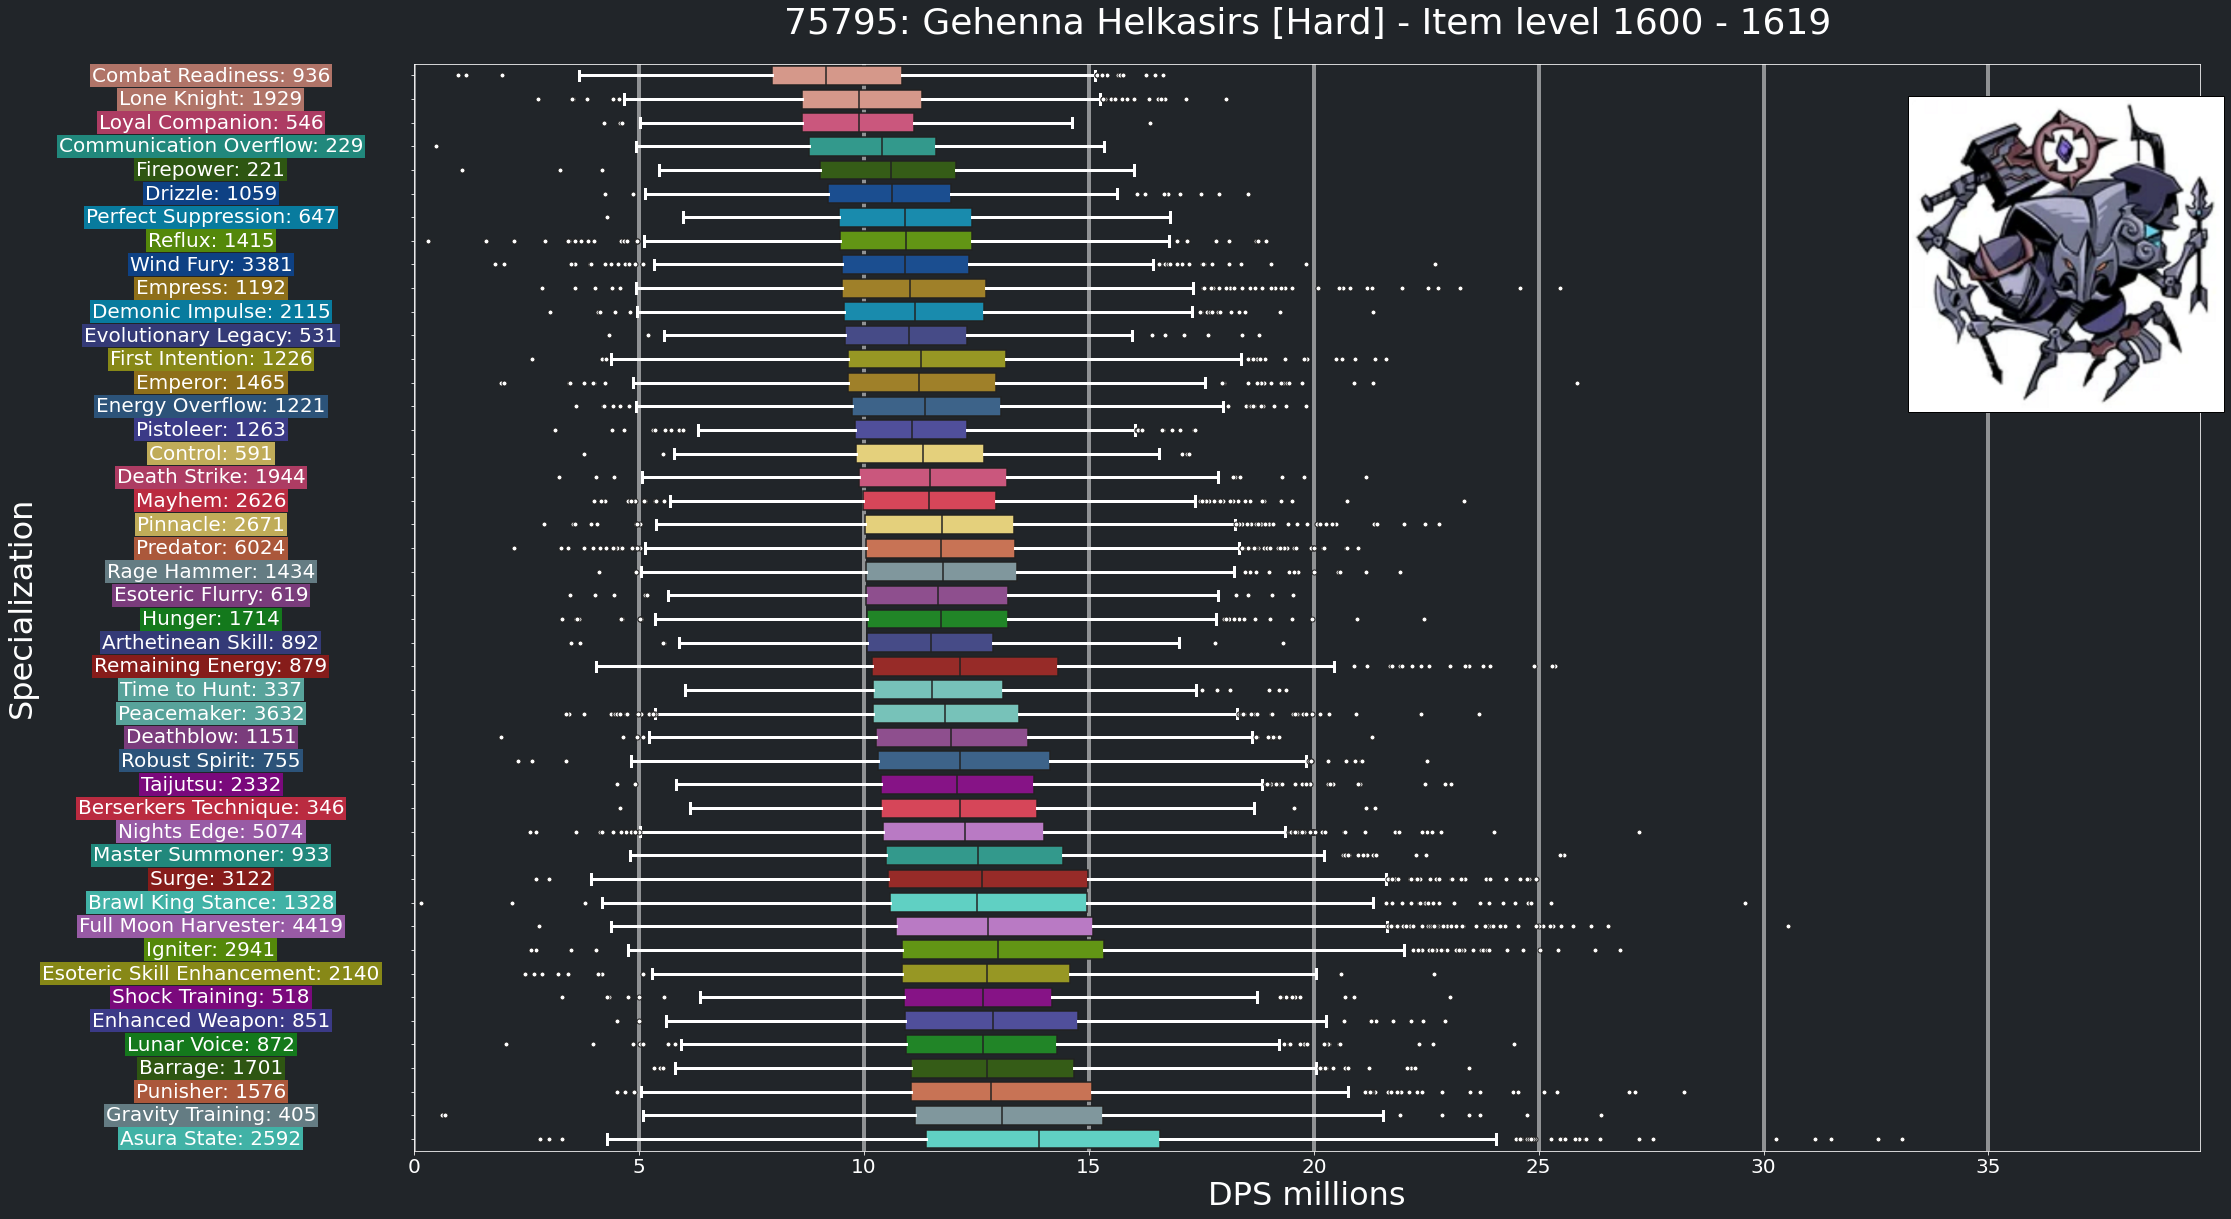 75795: Gehenna Helkasirs [Hard] - Item level 1600 - 1619
Specialization
Combat Readiness: 936
Lone Knight: 1929
Loyal Companion: 546
Communication Overflow: 229
Firepower: 221
Drizzle: 1059
Perfect Suppression: 647
Reflux: 1415
Wind Fury: 3381
Empress: 1192
Demonic Impulse: 2115
Evolutionary Legacy: 531
First Intention: 1226
Emperor: 1465
Energy Overflow: 1221
Pistoleer: 1263
Control: 591
Death Strike: 1944
Mayhem: 2626
Pinnacle: 2671
Predator: 6024
Rage Hammer: 1434
Esoteric Flurry: 619
Hunger: 1714
Arthetinean Skill: 892
Remaining Energy: 879
Time to Hunt: 337
Peacemaker: 3632
Deathblow: 1151
Robust Spirit: 755
Taijutsu: 2332
Berserkers Technique: 346
Nights Edge: 5074
Master Summoner: 933
Surge: 3122
Brawl King Stance: 1328
Full Moon Harvester: 4419
Igniter: 2941
Esoteric Skill Enhancement: 2140
Shock Training: 518
Enhanced Weapon: 851
Lunar Voice: 872
Barrage: 1701
Punisher: 1576
Gravity Training: 405
Asura State: 2592
0 5 10 15 20 25 30 35
DPS millions